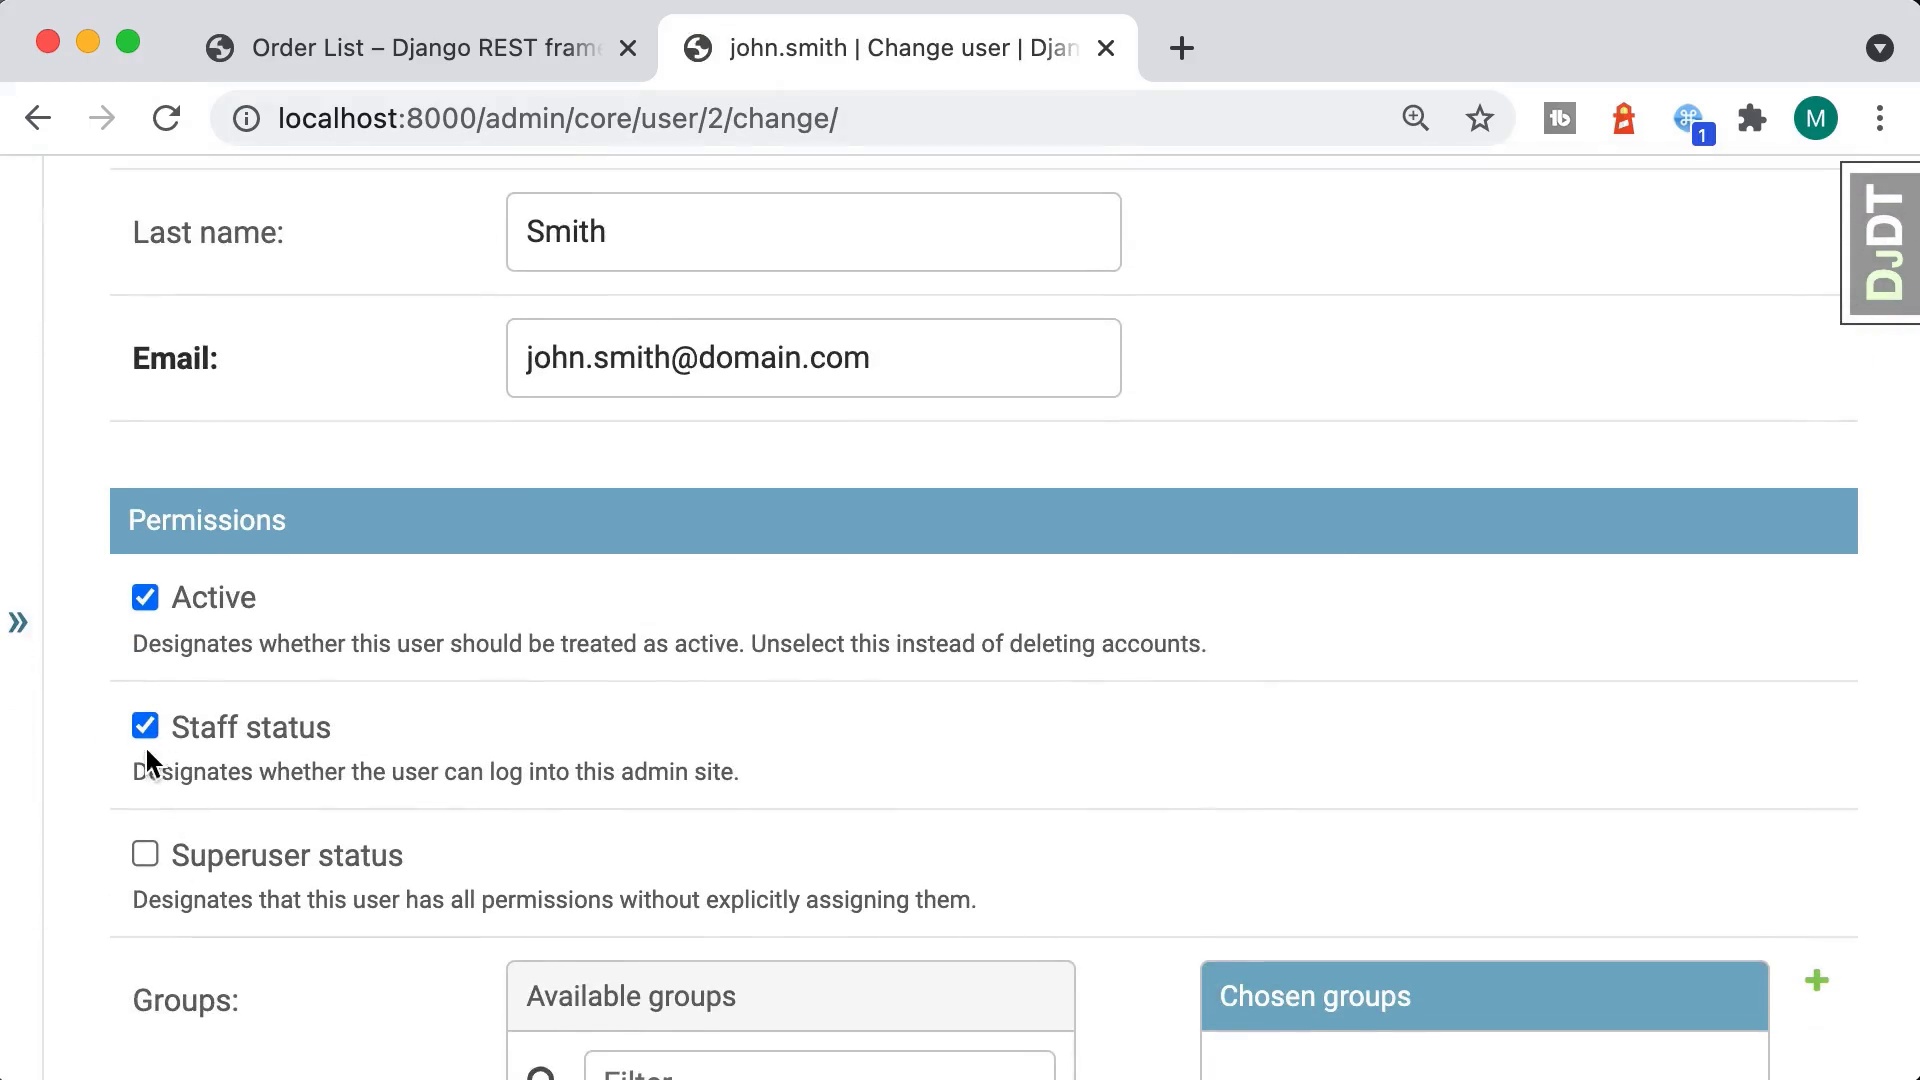 Order List – Django REST frame
john.smith | Change user | Djan
localhost:8000/admin/core/user/2/change/
1
M
DJDT
Last name:
Smith
Email:
john.smith@domain.com
Permissions
Active
Designates whether this user should be treated as active. Unselect this instead of deleting accounts.
Staff status
Designates whether the user can log into this admin site.
Superuser status
Designates that this user has all permissions without explicitly assigning them.
Groups:
Available groups
Chosen groups
Filter